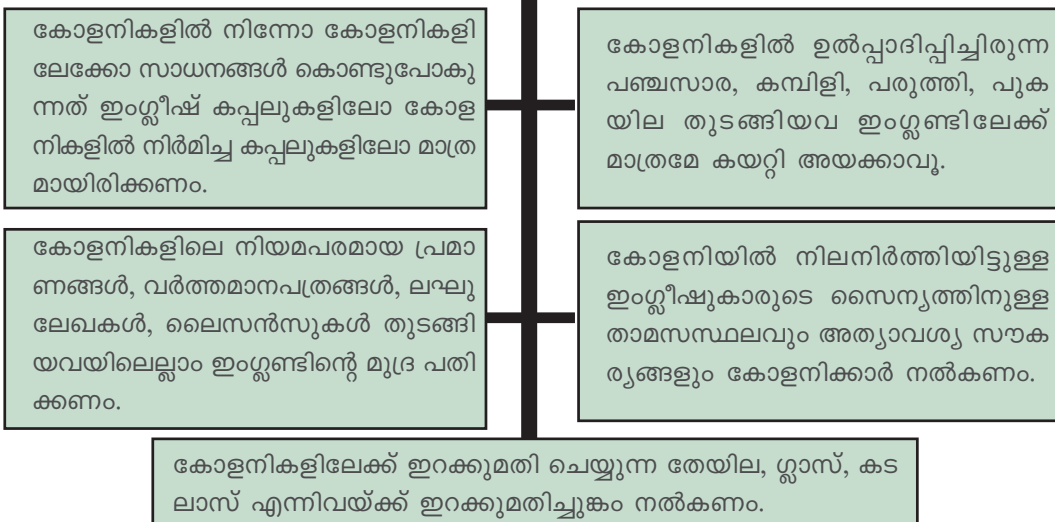 കോളനികളിൽ നിന്നോ കോളനികളി
ലേക്കോ സാധനങ്ങൾ കൊണ്ടുപോകു
ന്നത് ഇംഗ്ലീഷ് കപ്പലുകളിലോ കോള
നികളിൽ നിർമിച്ച കപ്പലുകളിലോ മാത്ര
മായിരിക്കണം.
കോളനികളിൽ ഉൽപ്പാദിപ്പിച്ചിരുന്ന
പഞ്ചസാര, കമ്പിളി, പരുത്തി, പുക
യില തുടങ്ങിയവ ഇംഗ്ലണ്ടിലേക്ക്
മാത്രമേ കയറ്റി അയക്കാവൂ.
കോളനികളിലെ നിയമപരമായ പ്രമാ
ണങ്ങൾ, വർത്തമാനപത്രങ്ങൾ, ലഘു
ലേഖകൾ, ലൈസൻസുകൾ തുടങ്ങി
യവയിലെല്ലാം ഇംഗ്ലണ്ടിന്റെ മുദ്ര പതി
ക്കണം.
കോളനിയിൽ നിലനിർത്തിയിട്ടുള്ള
ഇംഗ്ലീഷുകാരുടെ സൈന്യത്തിനുള്ള
താമസസ്ഥലവും അത്യാവശ്യ സൗക
ര്യങ്ങളും കോളനിക്കാർ നൽകണം.
കോളനികളിലേക്ക് ഇറക്കുമതി ചെയ്യുന്ന തേയില, ഗ്ലാസ്, കട
ലാസ് എന്നിവയ്ക്ക് ഇറക്കുമതിച്ചുങ്കം നൽകണം.